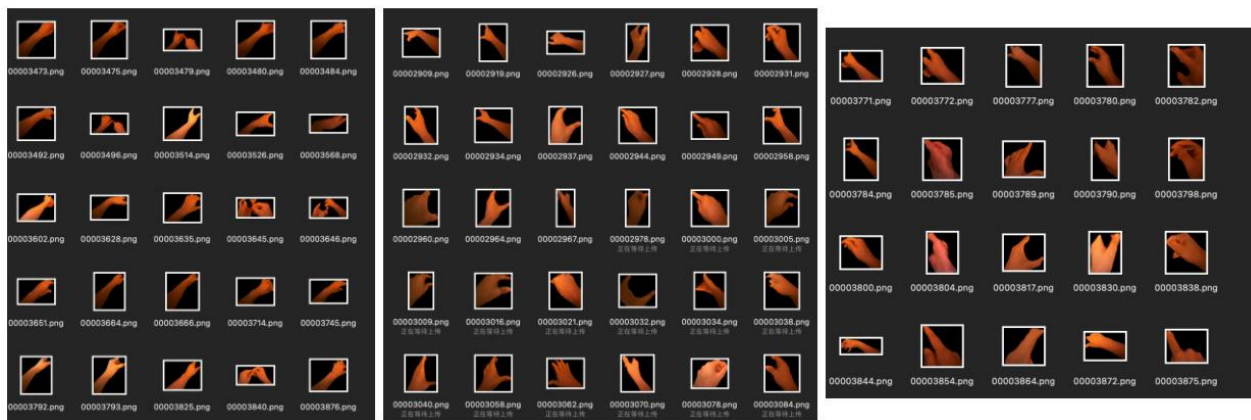 00003473.png 00003475.png 00003479.png 00003480.png 00003484.png
00003492.png 00003496.png 00003514.png 00003526.png 00003568.png
00003602.png 00003628.png 00003635.png 00003645.png 00003646.png
00003651.png 00003664.png 00003666.png 00003714.png 00003745.png
00003792.png 00003793.png 00003825.png 00003840.png 00003876.png
00002909.png 00002919.png 00002926.png 00002927.png 00002928.png 00002931.png
00002932.png 00002934.png 00002937.png 00002944.png 00002949.png 00002958.png
00002960.png 00002964.png 00002967.png 00002978.png 00003000.png 00003005.png
正在等待上传 正在等待上传 正在等待上传
00003009.png 00003016.png 00003021.png 00003032.png 00003034.png 00003038.png
正在等待上传 正在等待上传 正在等待上传 正在等待上传 正在等待上传 正在等待上传
00003040.png 00003058.png 00003062.png 00003070.png 00003078.png 00003084.png
正在等待上传 正在等待上传 正在等待上传 正在等待上传 正在等待上传 正在等待上传
00003771.png 00003772.png 00003777.png 00003780.png 00003782.png
00003784.png 00003785.png 00003789.png 00003790.png 00003798.png
00003800.png 00003804.png 00003817.png 00003830.png 00003838.png
00003844.png 00003854.png 00003864.png 00003872.png 00003875.png